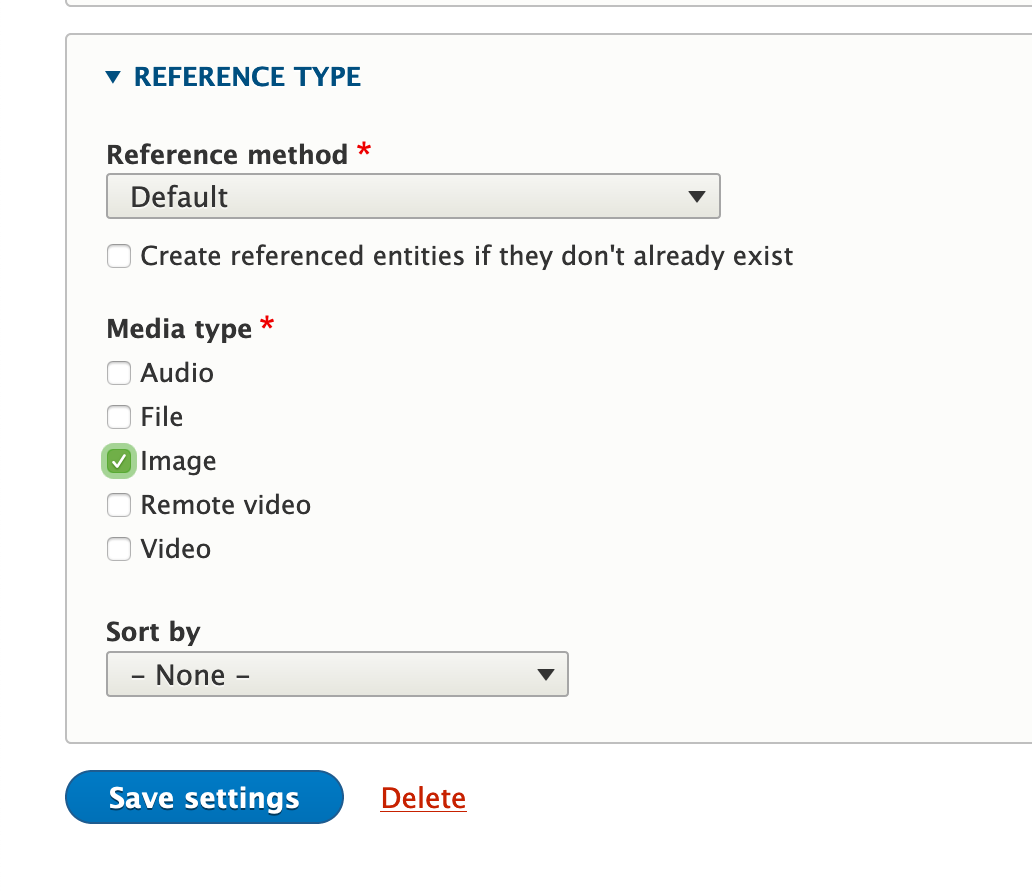 REFERENCE TYPE
Reference method *
Default
Create referenced entities if they don't already exist
Media type *
Audio
File
Image
Remote video
Video
Sort by
– None –
Save settings
Delete